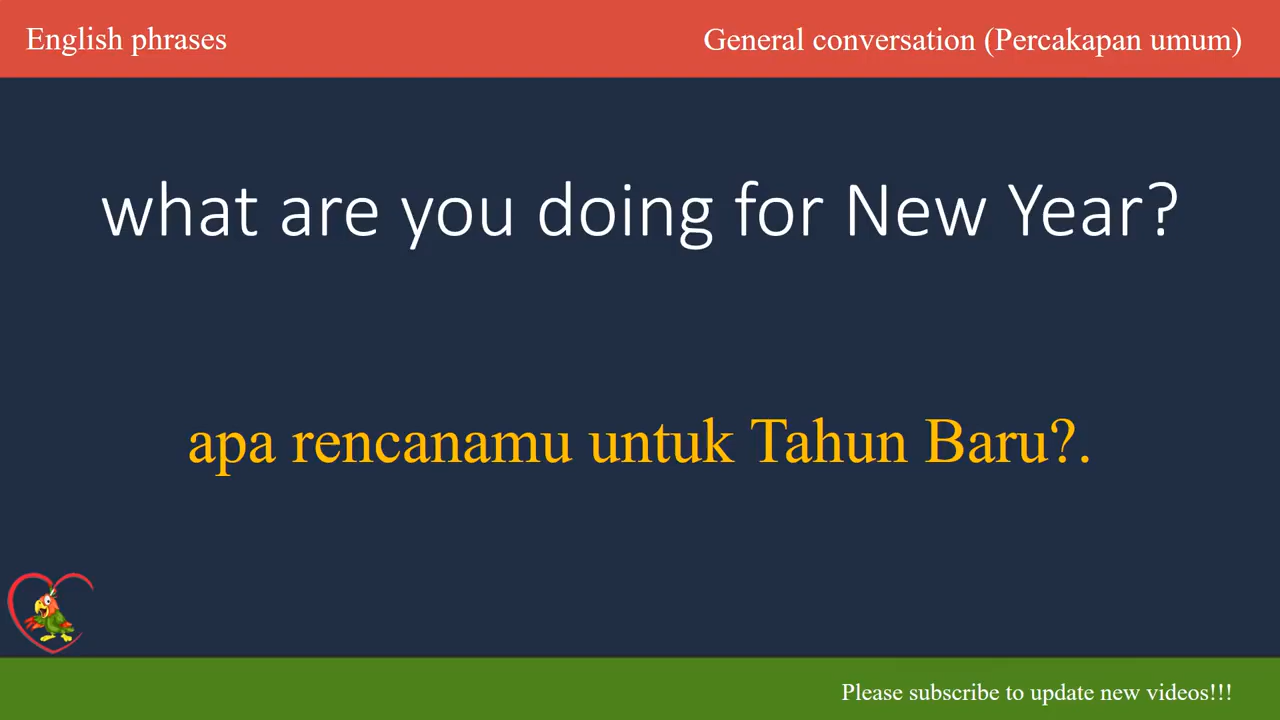 English phrases
General conversation (Percakapan umum)
what are you doing for New Year?
apa rencanamu untuk Tahun Baru?.
Please subscribe to update new videos!!!